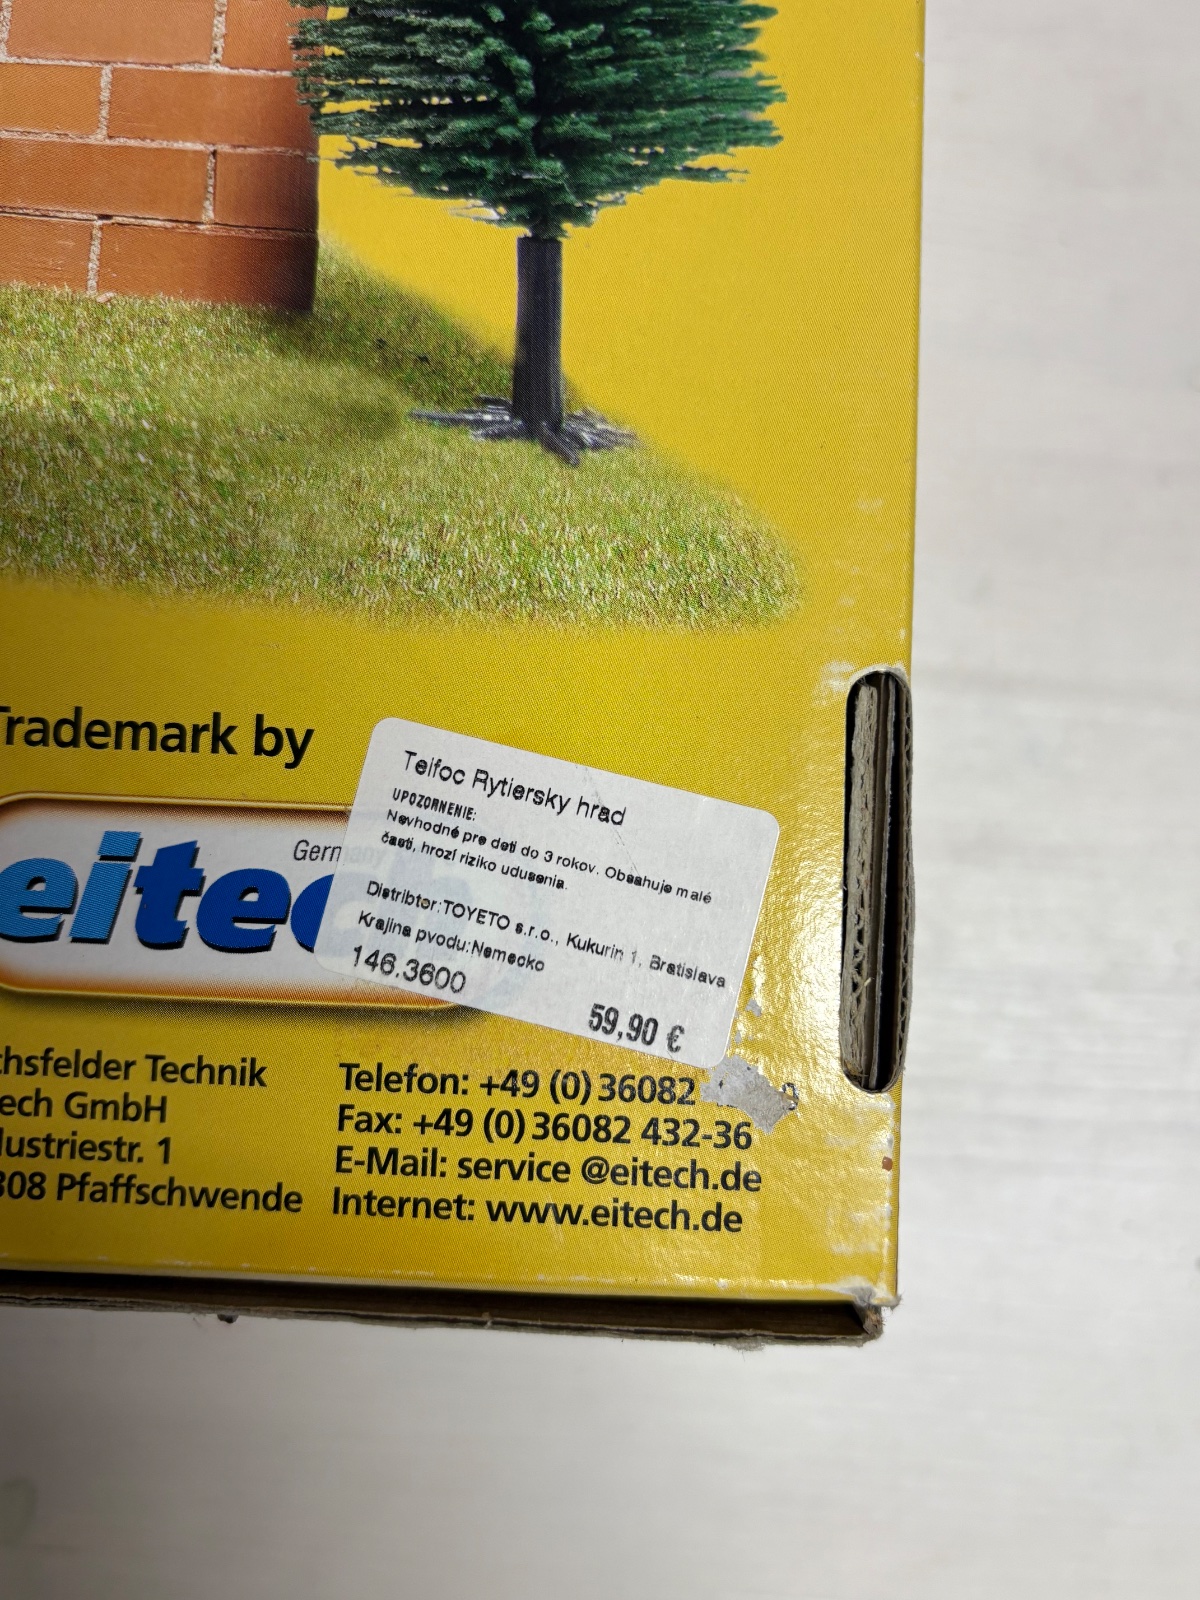 Trademark by
Germany
eitech
Teifoc Rytiersky hrad
UPOZORNENIE:
Nevhodné pre deti do 3 rokov. Obsahuje malé
časti, hrozí riziko udusenia.
Distribtor:TOYETO s.r.o., Kukurin 1, Bratislava
Krajina pvodu:Nemecko
146.3600
59,90 €
chsfelder Technik
ech GmbH
dustriestr. 1
308 Pfaffschwende
Telefon: +49 (0) 36082
Fax: +49 (0) 36082 432-36
E-Mail: service @eitech.de
Internet: www.eitech.de